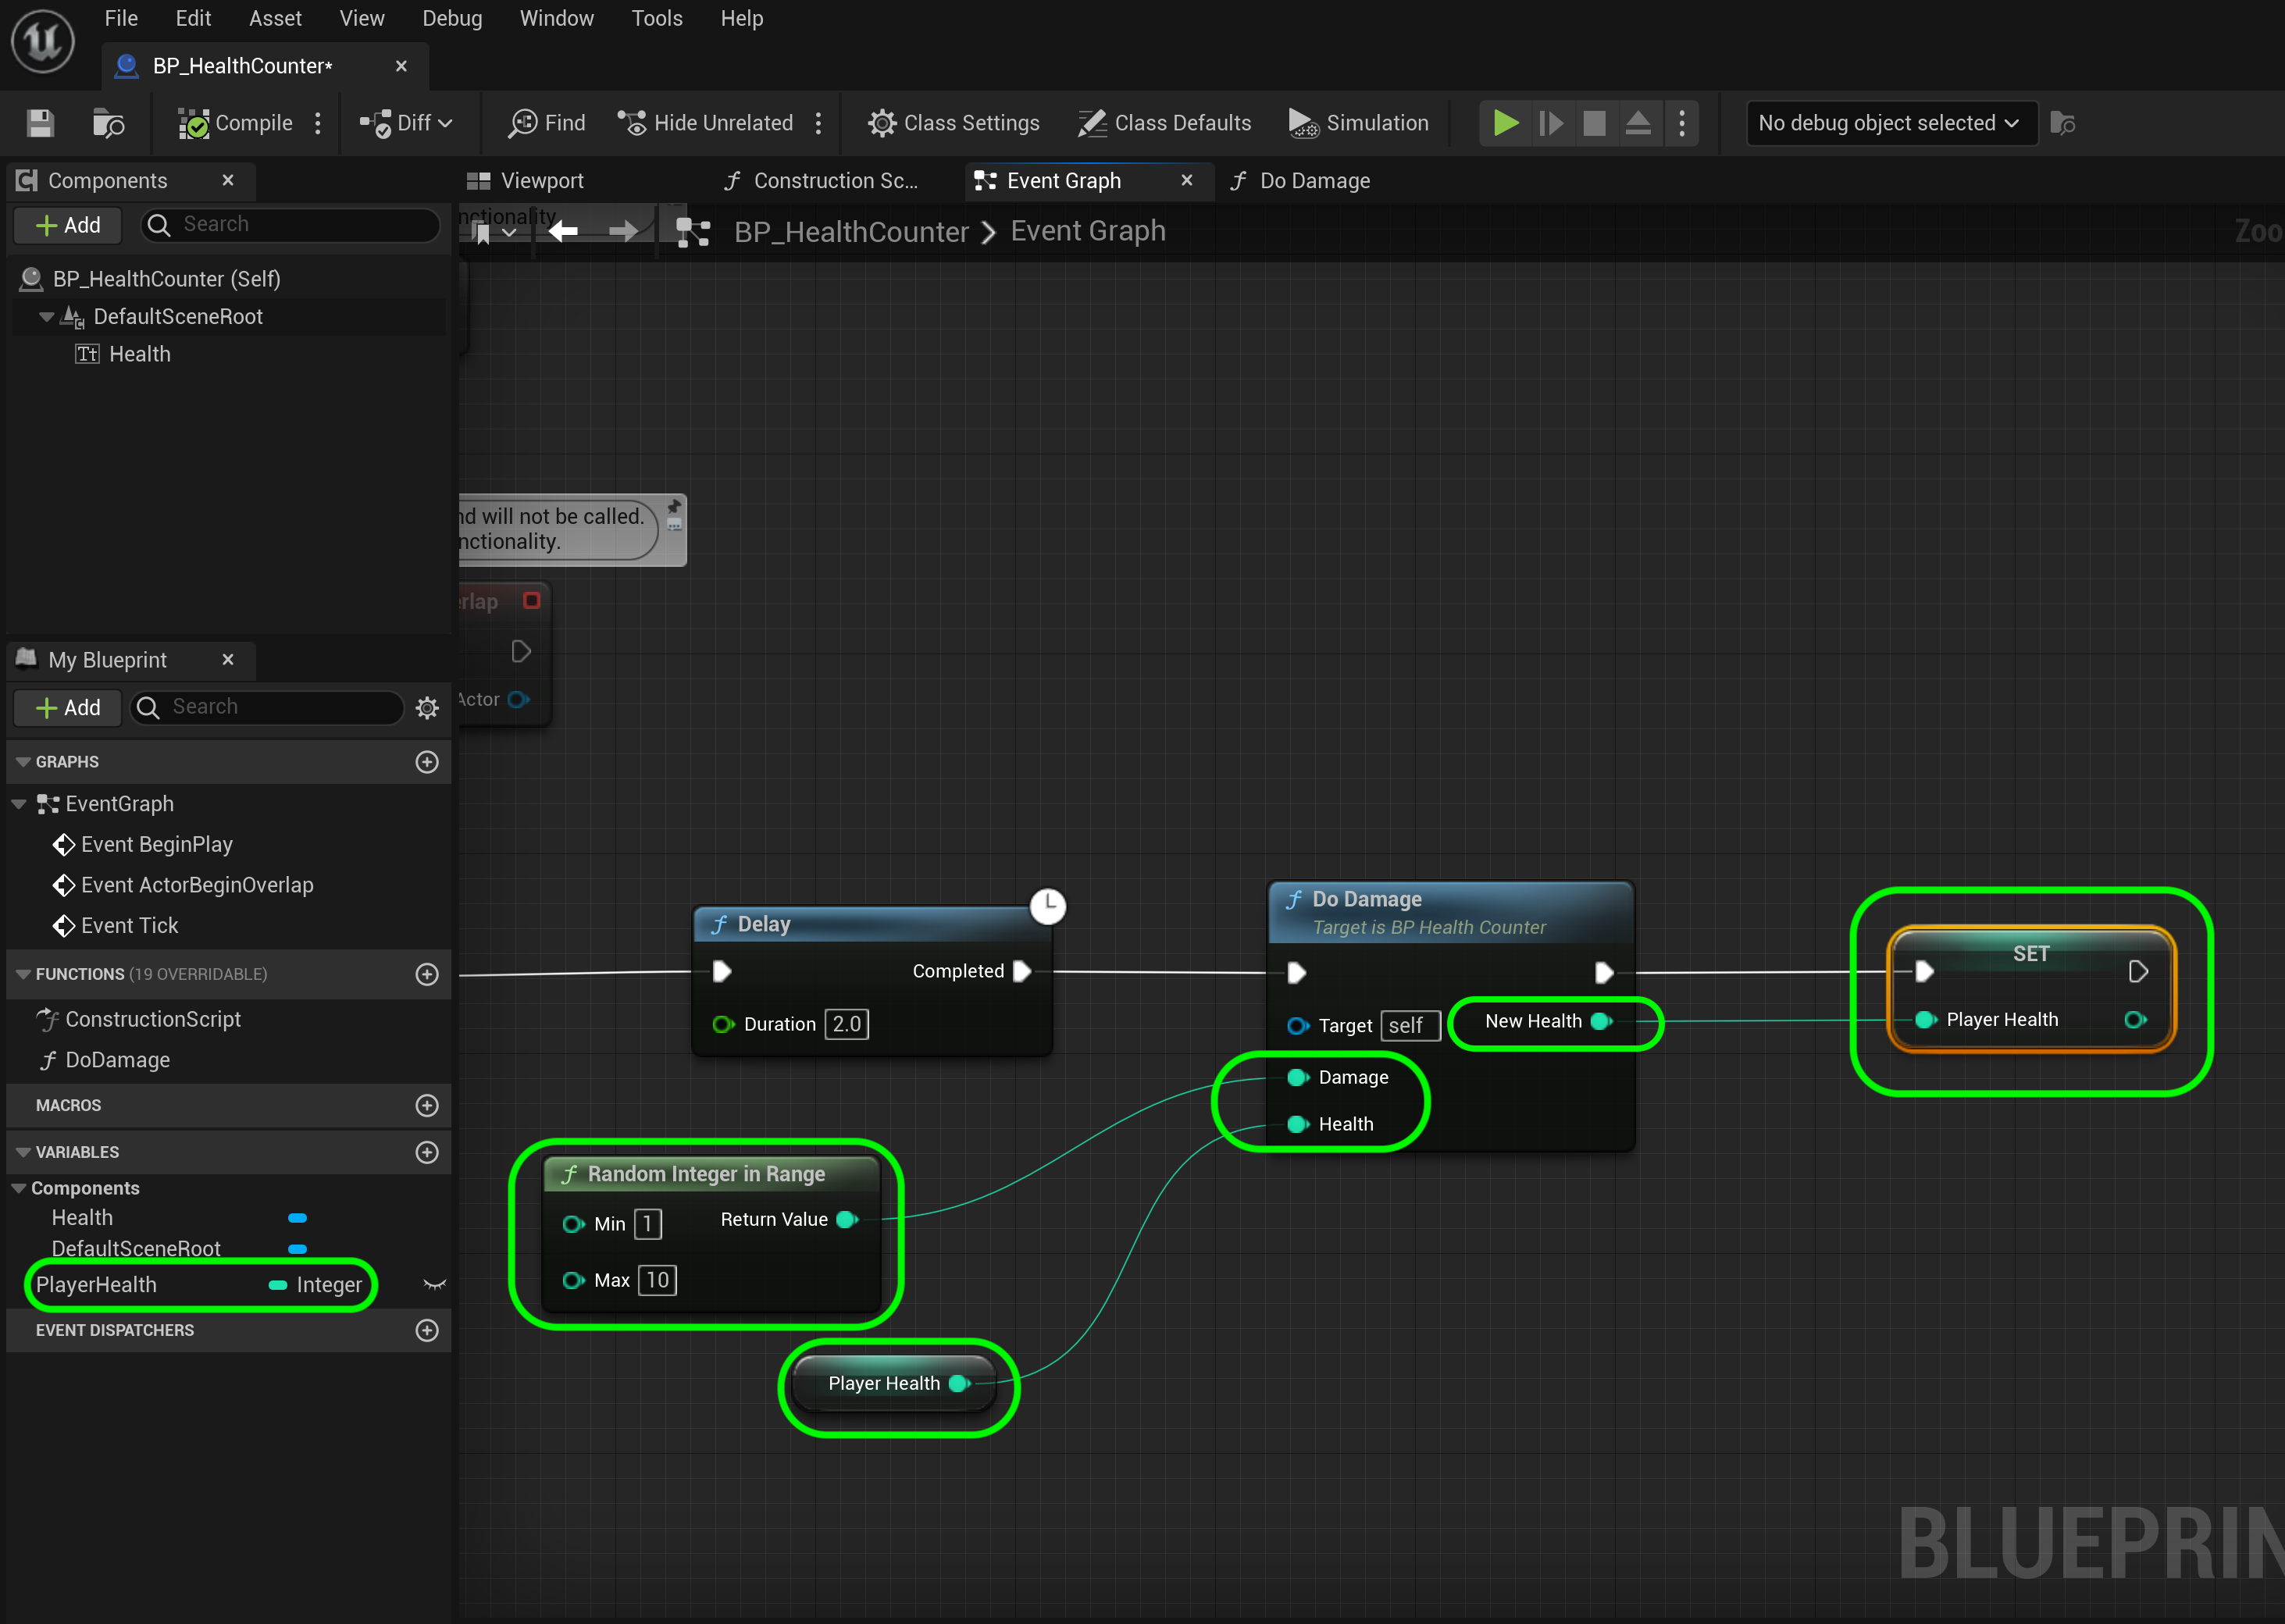 File Edit Asset View Debug Window Tools Help
BP_HealthCounter*
Compile Diff Find Hide Unrelated Class Settings Class Defaults Simulation No debug object selected
Components
Viewport Construction Sc... Event Graph Do Damage
Add Search
nctionality
BP_HealthCounter > Event Graph
Zoo
BP_HealthCounter (Self)
DefaultSceneRoot
Tt Health
nd will not be called.
nctionality.
rlap
Actor
My Blueprint
Add Search
GRAPHS
EventGraph
Event BeginPlay
Event ActorBeginOverlap
Event Tick
FUNCTIONS (19 OVERRIDABLE)
ConstructionScript
DoDamage
MACROS
VARIABLES
Components
Health
DefaultSceneRoot
PlayerHealth Integer
EVENT DISPATCHERS
Delay
Completed
Duration 2.0
Do Damage
Target is BP Health Counter
Target self New Health
Damage
Health
SET
Player Health
Random Integer in Range
Min 1 Return Value
Max 10
Player Health
BLUEPRIN